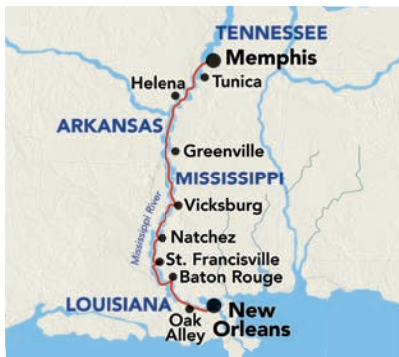 TENNESSEE
Memphis
Tunica
Helena
ARKANSAS
Greenville
MISSISSIPPI
Vicksburg
Mississippi River
Natchez
St. Francisville
Baton Rouge
LOUISIANA
Oak
Alley
New
Orleans